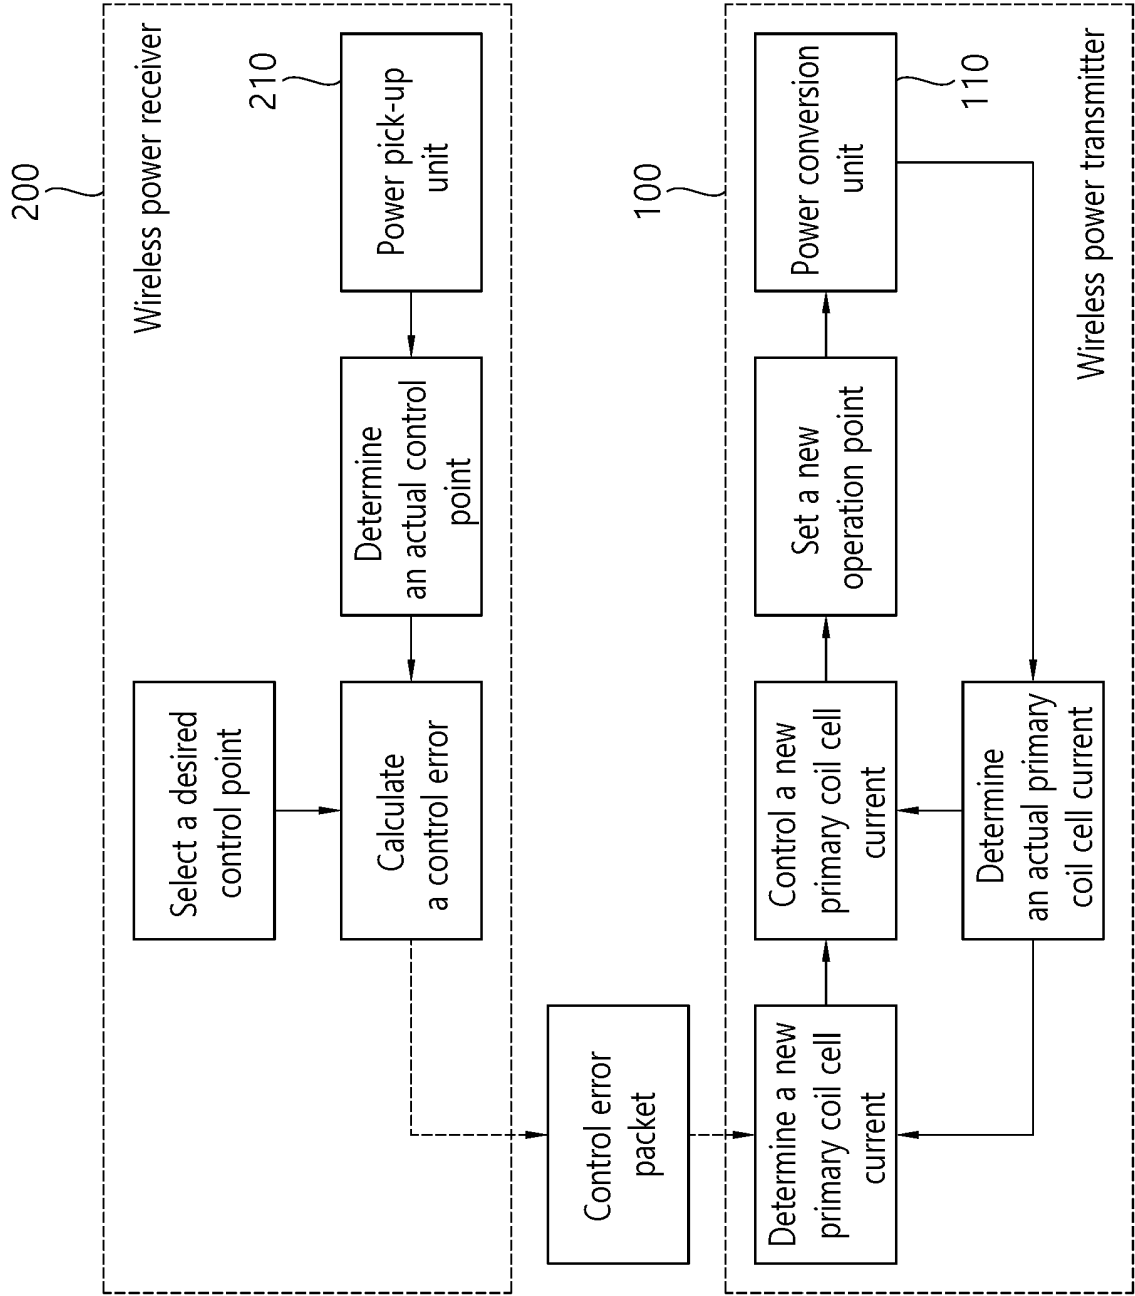 200
Wireless power receiver
210
Select a desired
control point
Calculate
a control error
Determine
an actual control
point
Power pick-up
unit
Control error
packet
100
Determine a new
primary coil cell
current
Control a new
primary coil cell
current
Set a new
operation point
Power conversion
unit
110
Determine
an actual primary
coil cell current
Wireless power transmitter